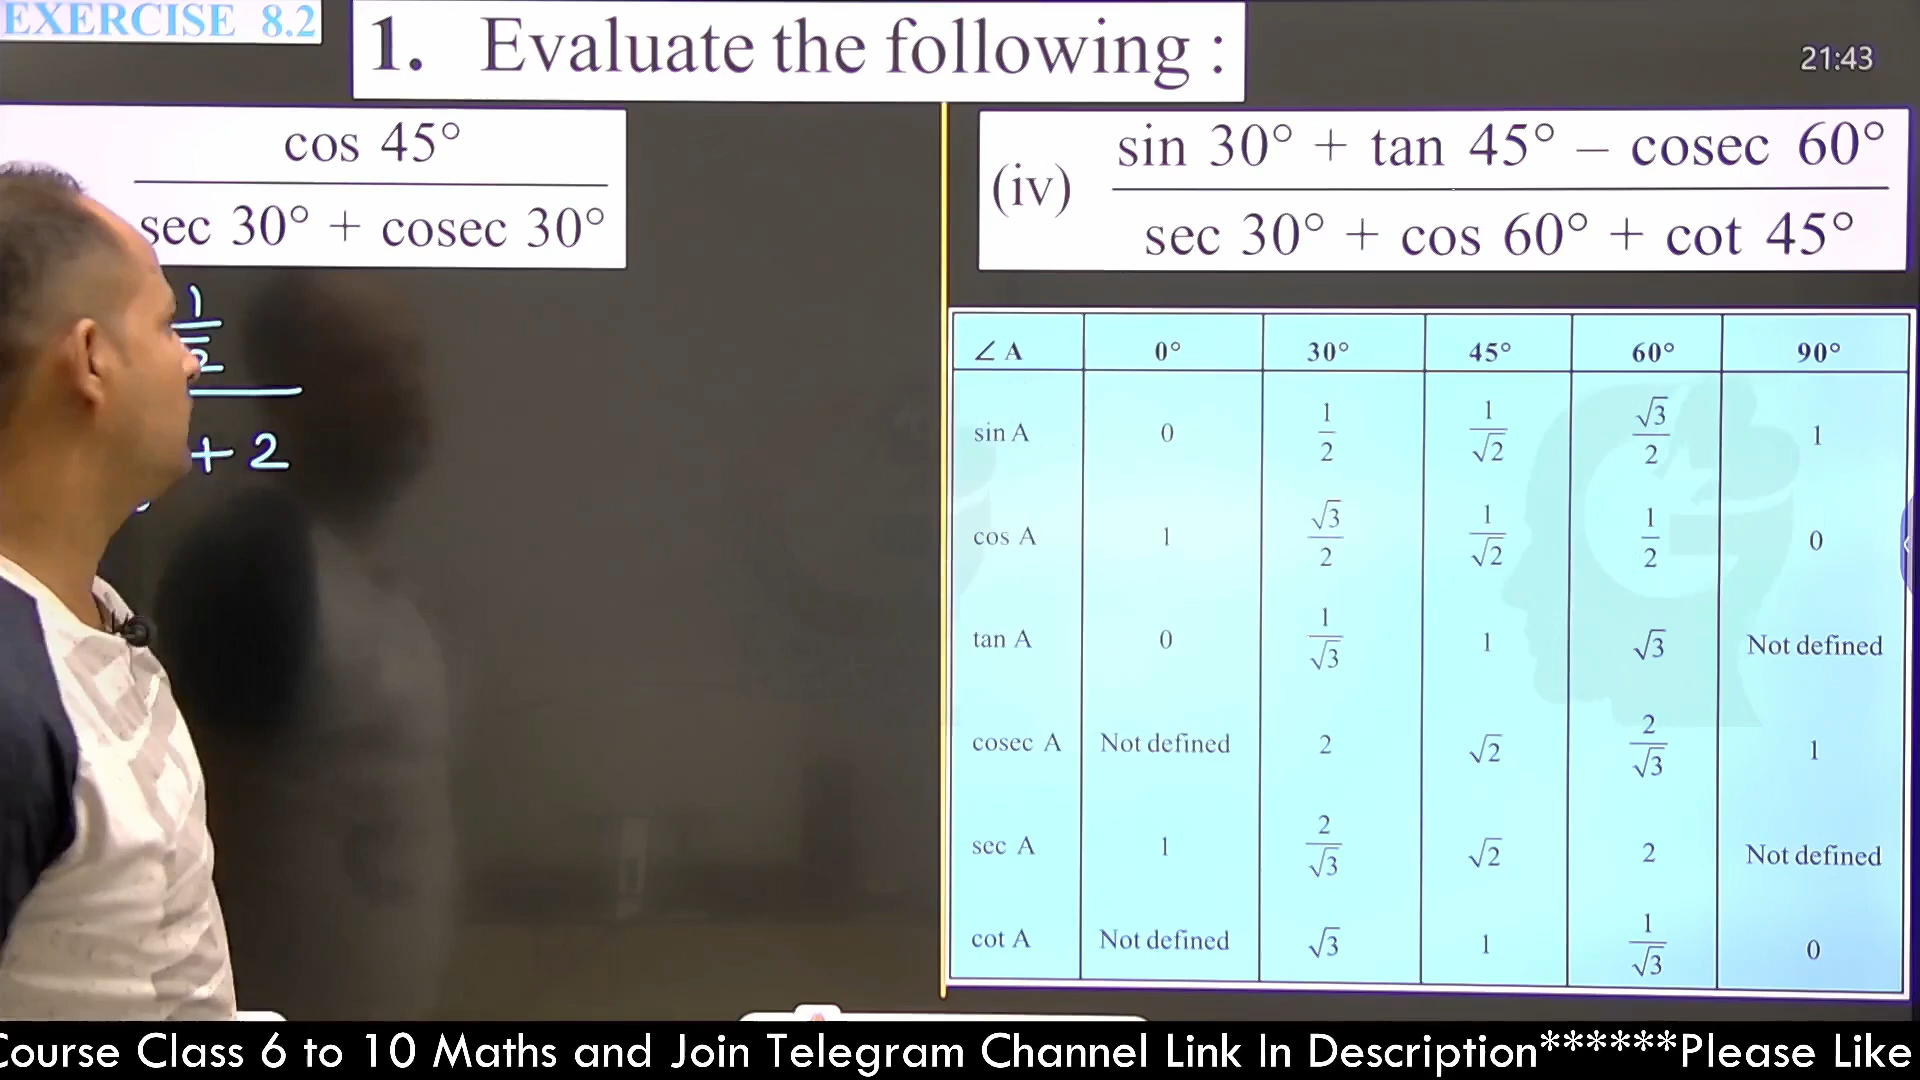 EXERCISE 8.2
1. Evaluate the following :
21:43
cos 45°
sec 30° + cosec 30°
1
2
+ 2
(iv)
sin 30° + tan 45° – cosec 60°
sec 30° + cos 60° + cot 45°
∠ A 0° 30° 45° 60° 90°
sin A 0 1/2 1/√2 √3/2 1
cos A 1 √3/2 1/√2 1/2 0
tan A 0 1/√3 1 √3 Not defined
cosec A Not defined 2 √2 2/√3 1
sec A 1 2/√3 √2 2 Not defined
cot A Not defined √3 1 1/√3 0
Course Class 6 to 10 Maths and Join Telegram Channel Link In Description******Please Like